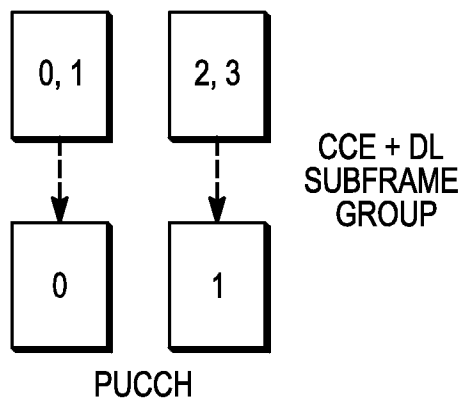 0, 1
2, 3
CCE + DL
SUBFRAME
GROUP
0
1
PUCCH